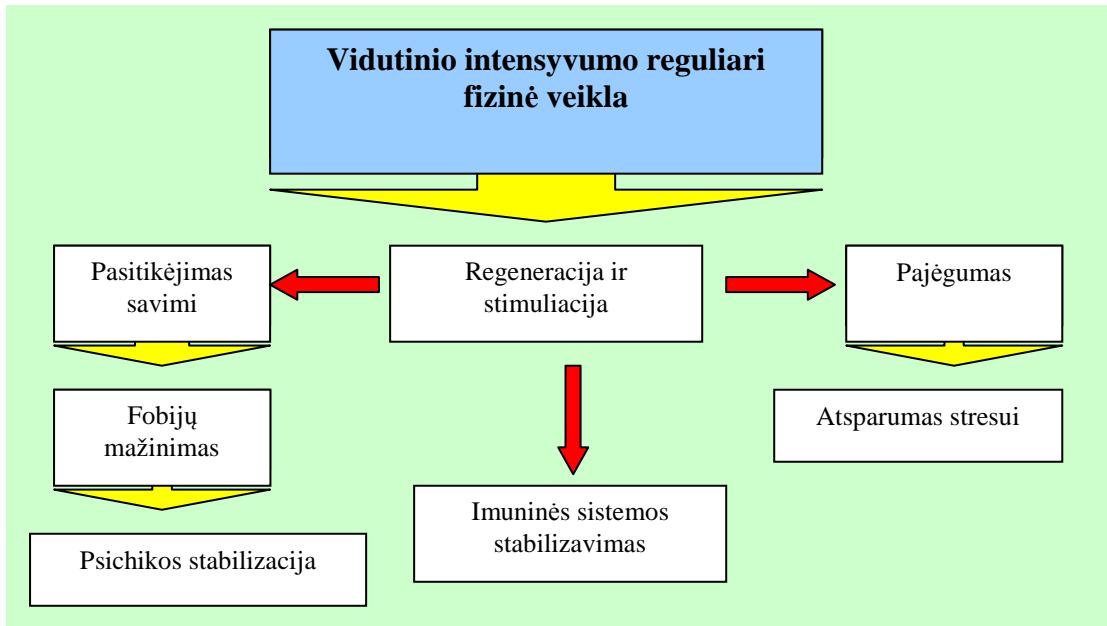 Vidutinio intensyvumo reguliari
fizinė veikla
Pasitikėjimas
savimi
Regeneracija ir
stimuliacija
Pajėgumas
Fobijų
mažinimas
Atsparumas stresui
Imuninės sistemos
stabilizavimas
Psichikos stabilizacija